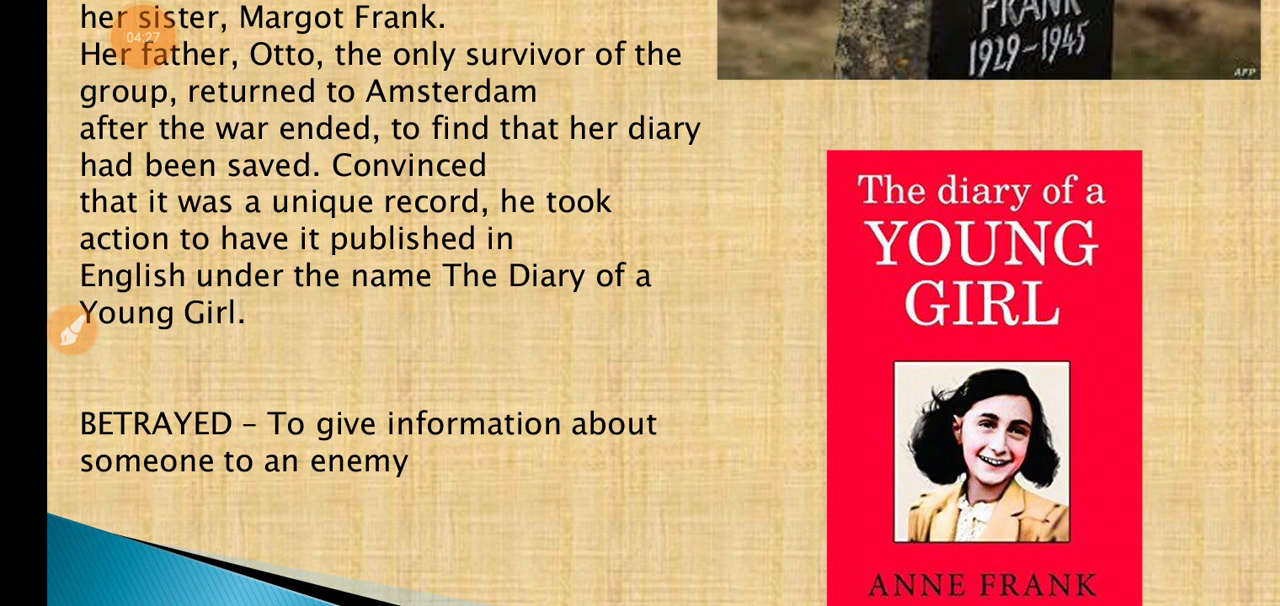 her sister, Margot Frank.
04:27
Her father, Otto, the only survivor of the
group, returned to Amsterdam
after the war ended, to find that her diary
had been saved. Convinced
that it was a unique record, he took
action to have it published in
English under the name The Diary of a
Young Girl.
BETRAYED – To give information about
someone to an enemy
FRANK
1929-1945
AFP
The diary of a
YOUNG
GIRL
ANNE FRANK